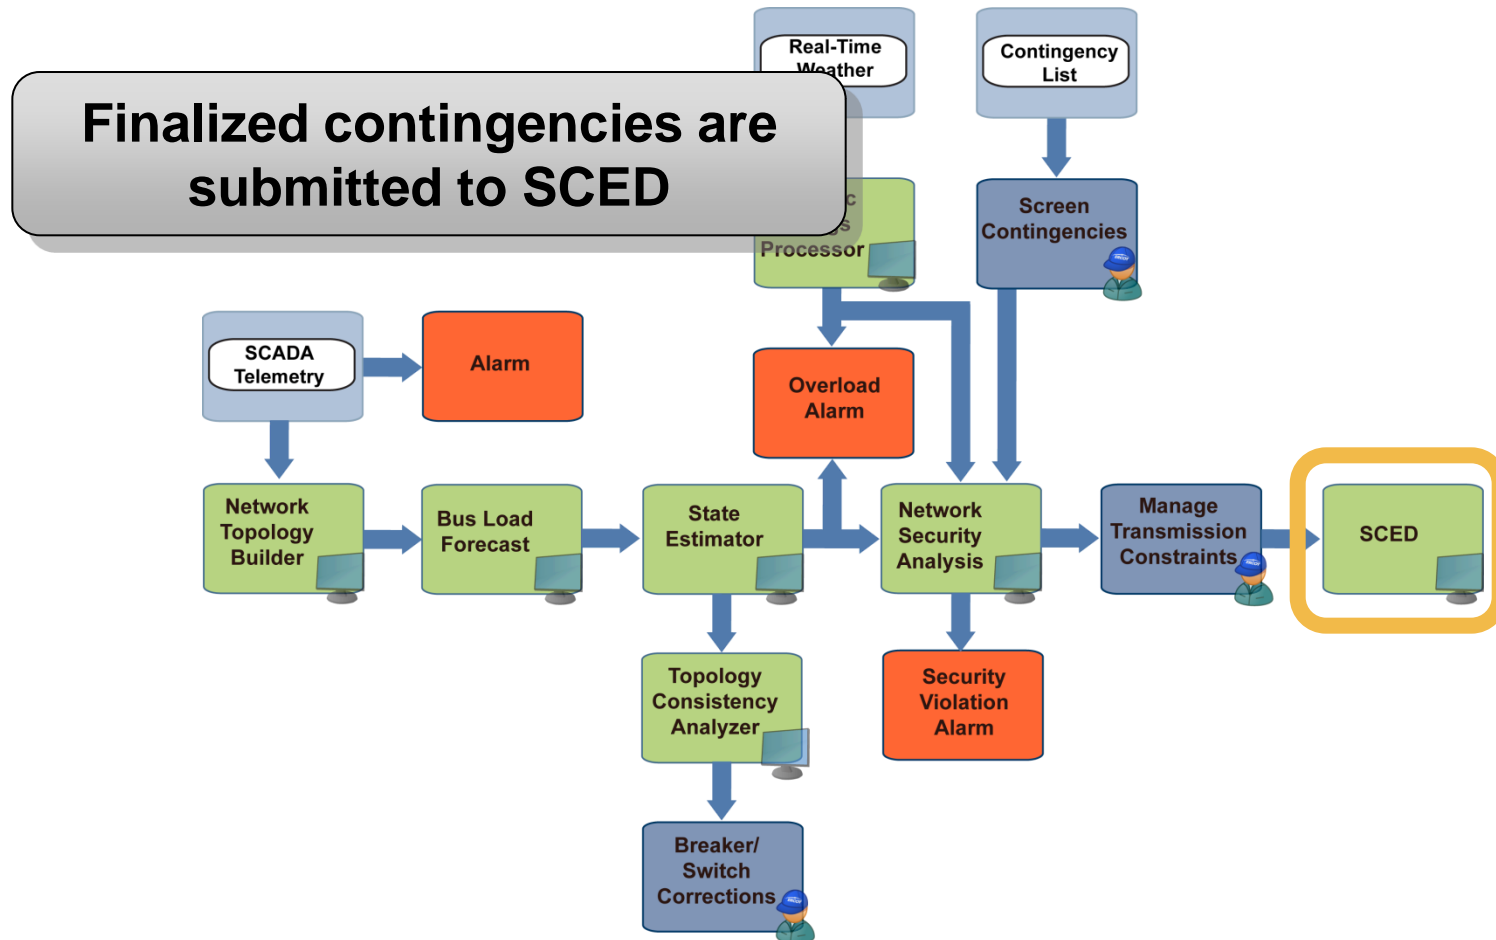 Real-Time
Weather
Contingency
List
Finalized contingencies are
submitted to SCED
Processor
Screen
Contingencies
SCADA
Telemetry
Alarm
Overload
Alarm
Network
Topology
Builder
Bus Load
Forecast
State
Estimator
Network
Security
Analysis
Manage
Transmission
Constraints
SCED
Topology
Consistency
Analyzer
Security
Violation
Alarm
Breaker/
Switch
Corrections